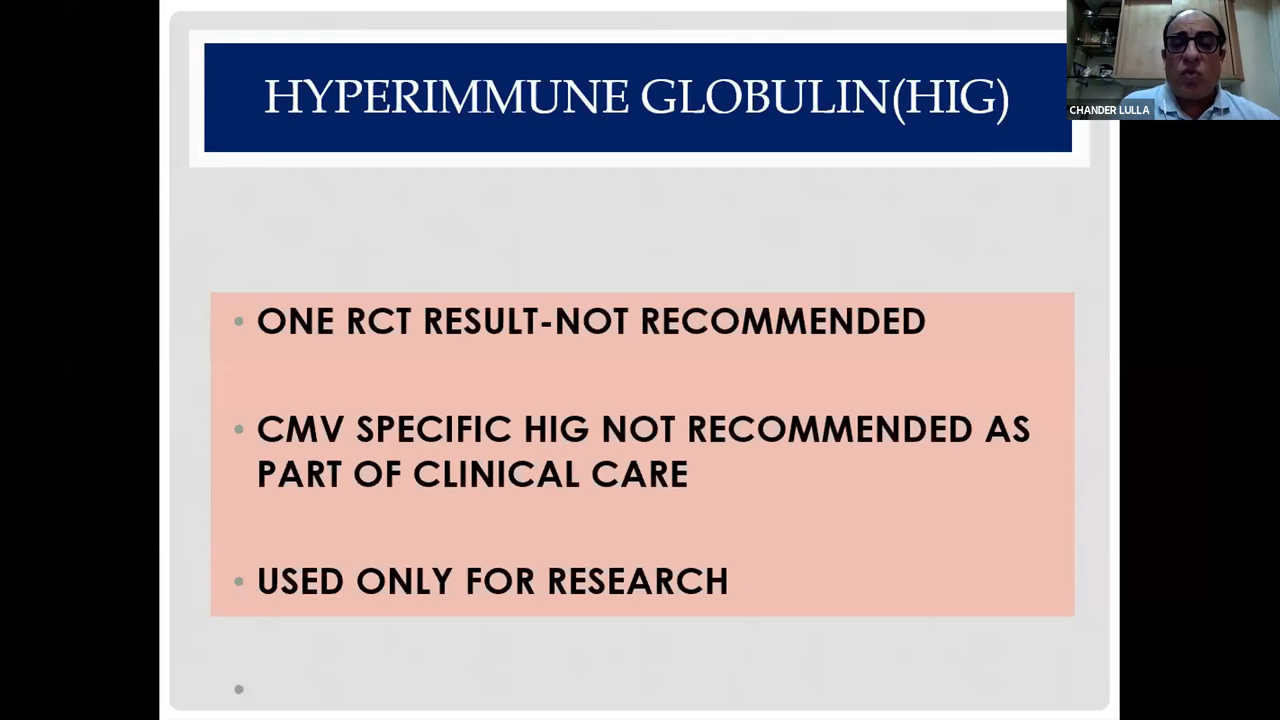 HYPERIMMUNE GLOBULIN(HIG)
CHANDER LULLA
• ONE RCT RESULT-NOT RECOMMENDED
• CMV SPECIFIC HIG NOT RECOMMENDED AS
PART OF CLINICAL CARE
• USED ONLY FOR RESEARCH
•